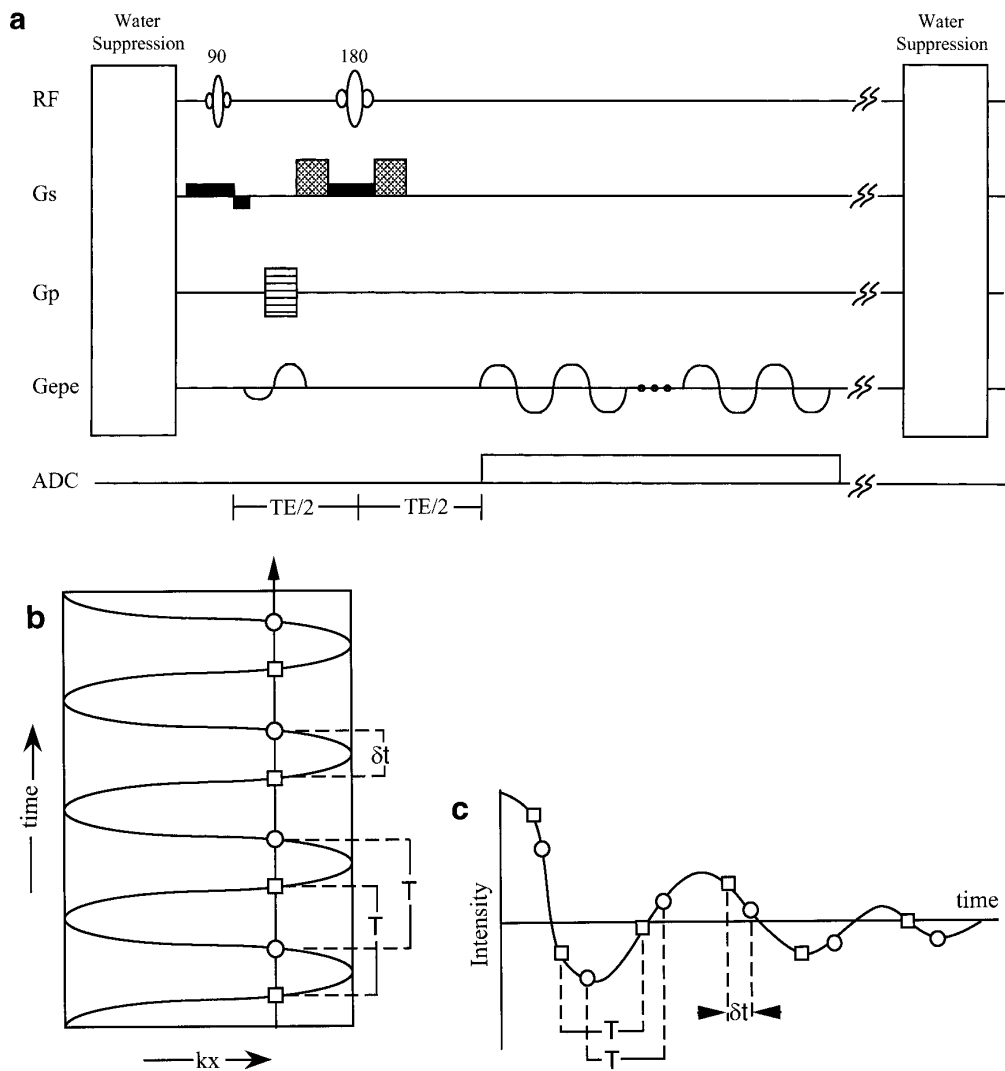 a
Water
Suppression
Water
Suppression
90
180
RF
Gs
Gp
Gepe
ADC
TE/2
TE/2
b
δt
time
T
T
kx
c
Intensity
time
δt
T
T